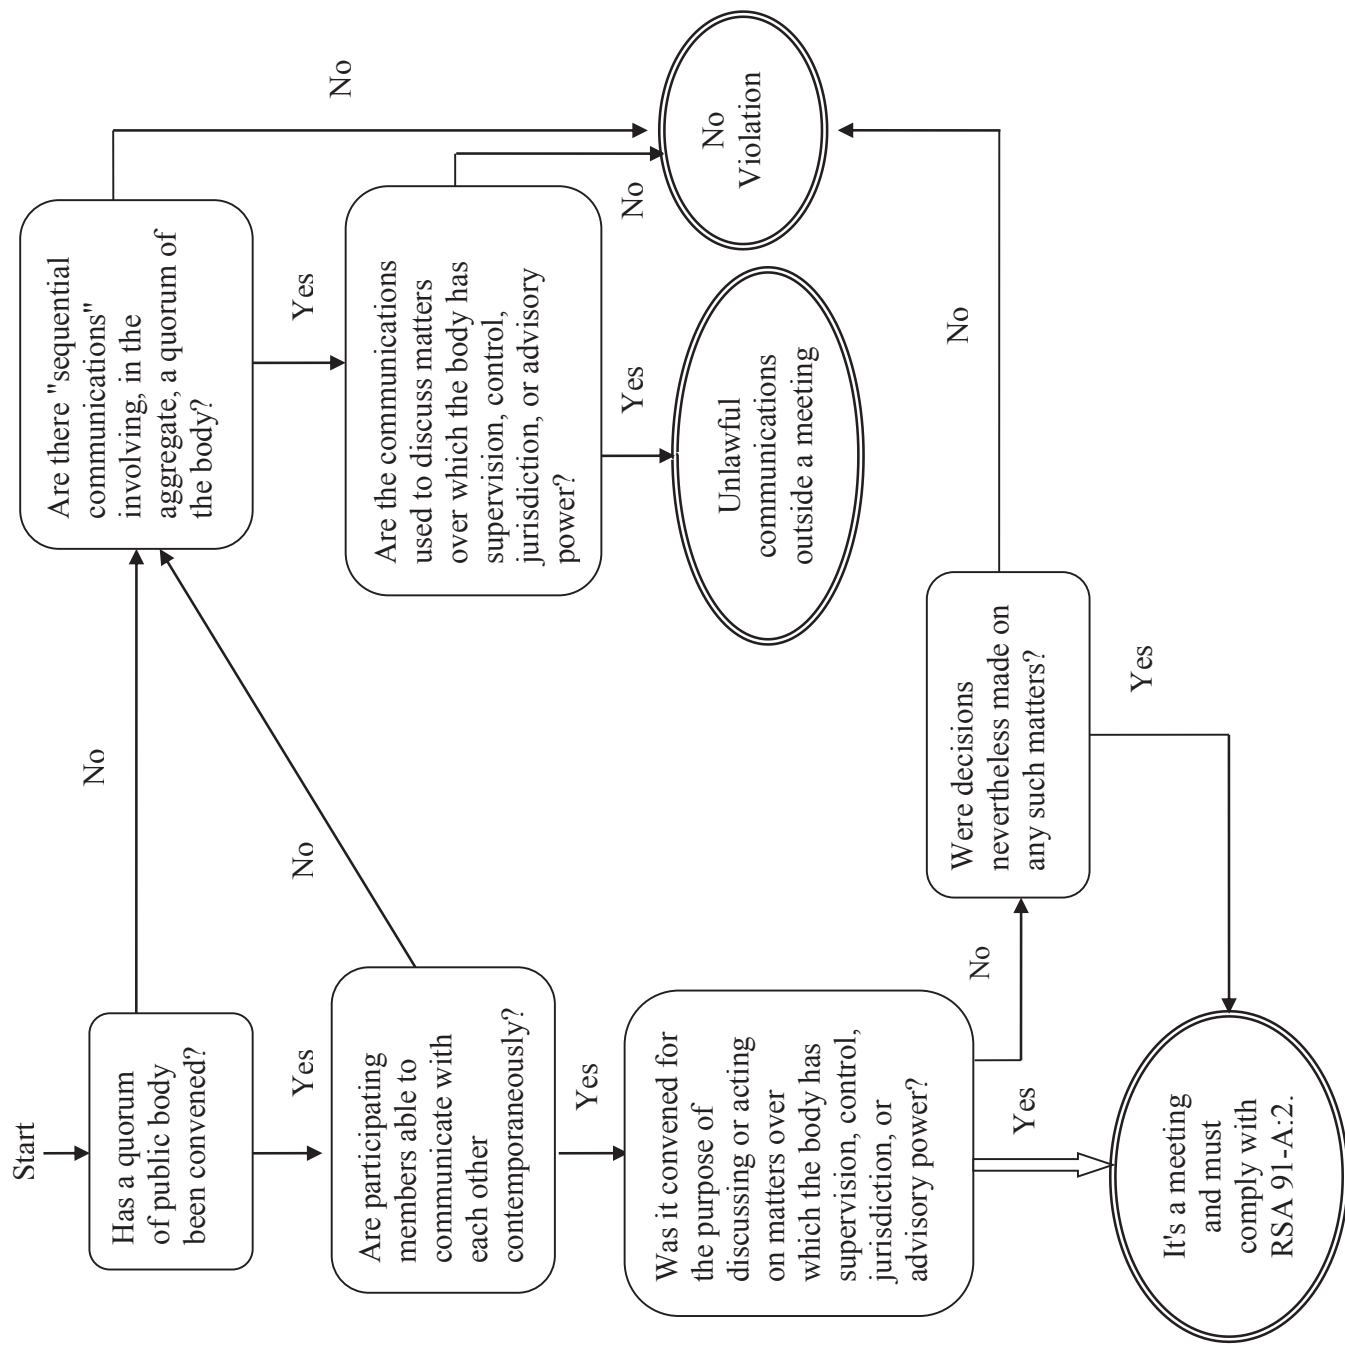 Start
Has a quorum
of public body
been convened?
No
Yes
Are participating
members able to
communicate with
each other
contemporaneously?
No
Yes
Was it convened for
the purpose of
discussing or acting
on matters over
which the body has
supervision, control,
jurisdiction, or
advisory power?
No
Yes
It's a meeting
and must
comply with
RSA 91-A:2.
Were decisions
nevertheless made on
any such matters?
Yes
No
Are there "sequential
communications"
involving, in the
aggregate, a quorum of
the body?
No
Yes
Are the communications
used to discuss matters
over which the body has
supervision, control,
jurisdiction, or advisory
power?
No
Yes
Unlawful
communications
outside a meeting
No
Violation